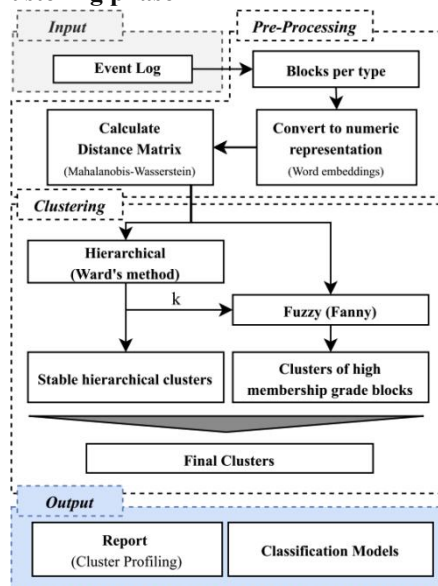 Input
Pre-Processing
Event Log
Blocks per type
Calculate
Distance Matrix
(Mahalanobis-Wasserstein)
Convert to numeric
representation
(Word embeddings)
Clustering
Hierarchical
(Ward's method)
k
Fuzzy (Fanny)
Stable hierarchical clusters
Clusters of high
membership grade blocks
Final Clusters
Output
Report
(Cluster Profiling)
Classification Models